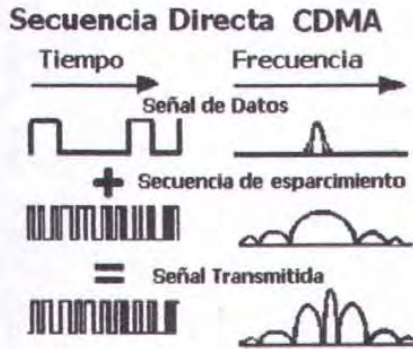 Secuencia Directa CDMA
Tiempo Frecuencia
Señal de Datos
+ Secuencia de esparcimiento
= Señal Transmitida